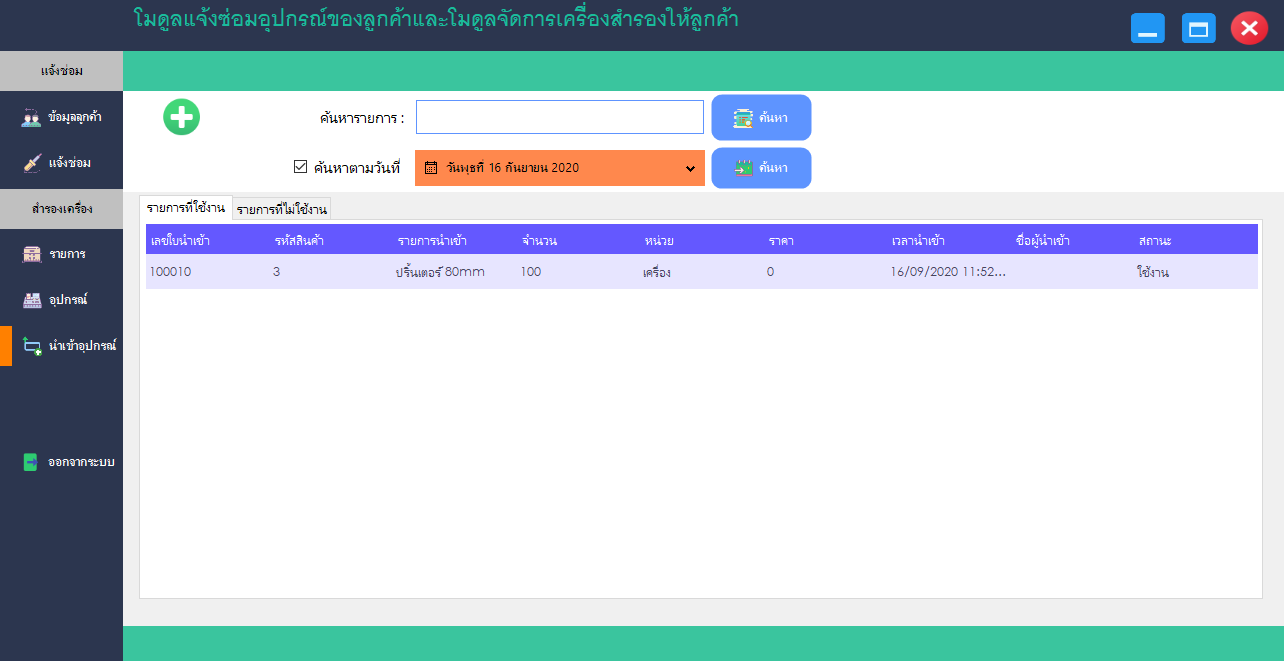 โมดูลแจ้งซ่อมอุปกรณ์ของลูกค้าและโมดูลจัดการเครื่องสำรองให้ลูกค้า
แจ้งซ่อม
ข้อมูลลูกค้า
แจ้งซ่อม
สำรองเครื่อง
รายการ
อุปกรณ์
นำเข้าอุปกรณ์
ออกจากระบบ
ค้นหารายการ :
ค้นหา
ค้นหาตามวันที่
วันพุธที่ 16 กันยายน 2020
ค้นหา
รายการที่ใช้งาน รายการที่ไม่ใช้งาน
เลขใบนำเข้า รหัสสินค้า รายการนำเข้า จำนวน หน่วย ราคา เวลานำเข้า ชื่อผู้นำเข้า สถานะ
100010 3 ปริ้นเตอร์ 80mm 100 เครื่อง 0 16/09/2020 11:52... ใช้งาน